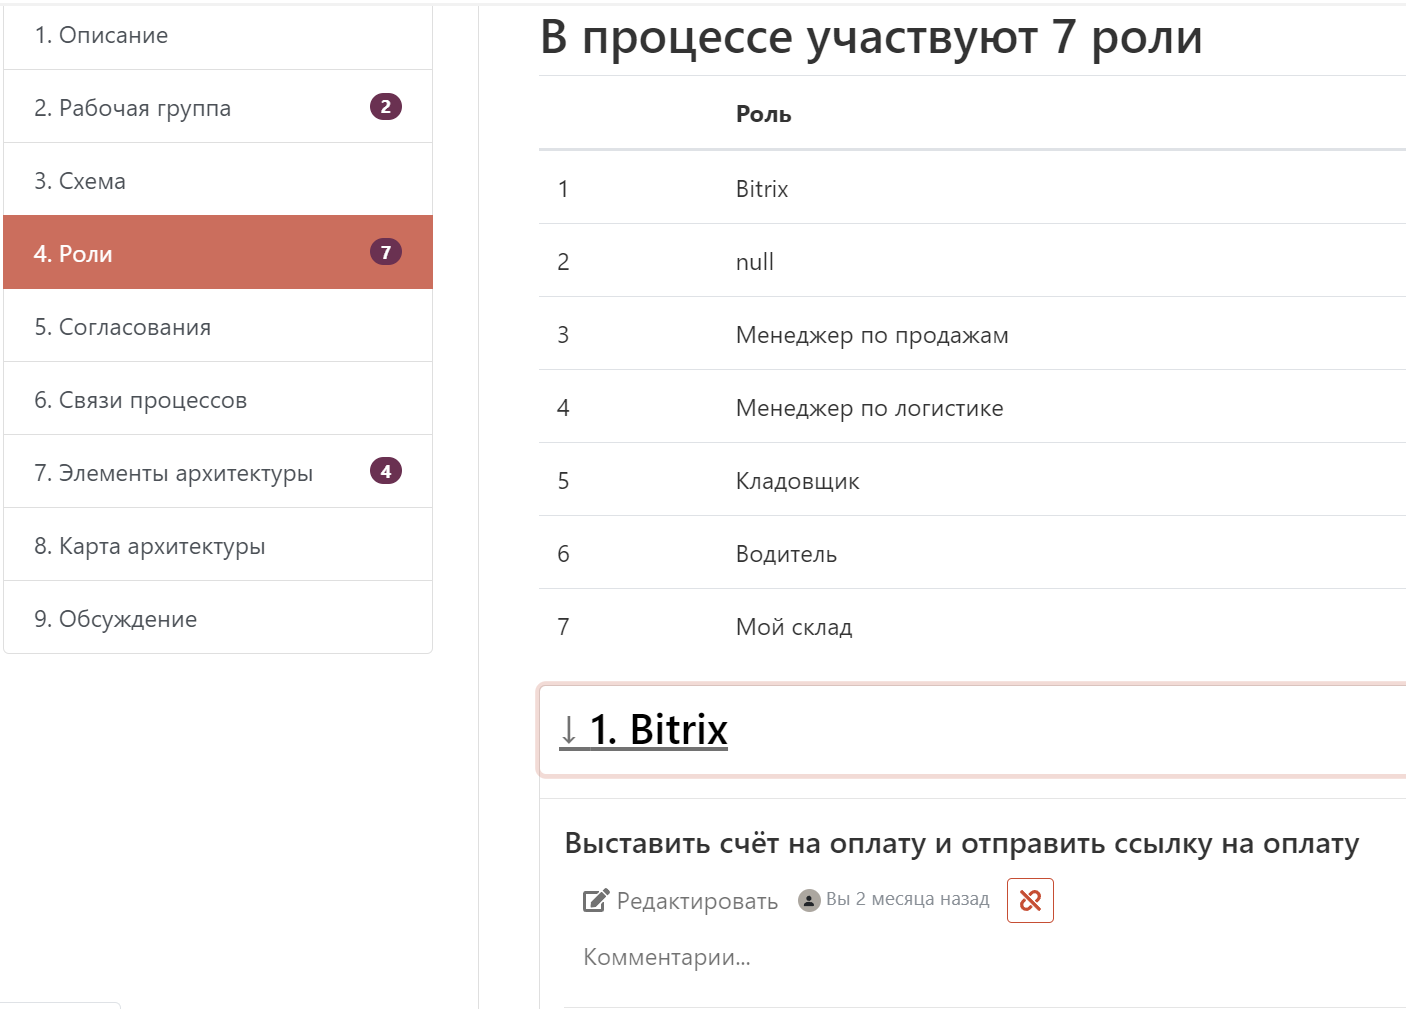 1. Описание
2. Рабочая группа 2
3. Схема
4. Роли 7
5. Согласования
6. Связи процессов
7. Элементы архитектуры 4
8. Карта архитектуры
9. Обсуждение
В процессе участвуют 7 роли
Роль
1 Bitrix
2 null
3 Менеджер по продажам
4 Менеджер по логистике
5 Кладовщик
6 Водитель
7 Мой склад
↓ 1. Bitrix
Выставить счёт на оплату и отправить ссылку на оплату
Редактировать Вы 2 месяца назад
Комментарии...